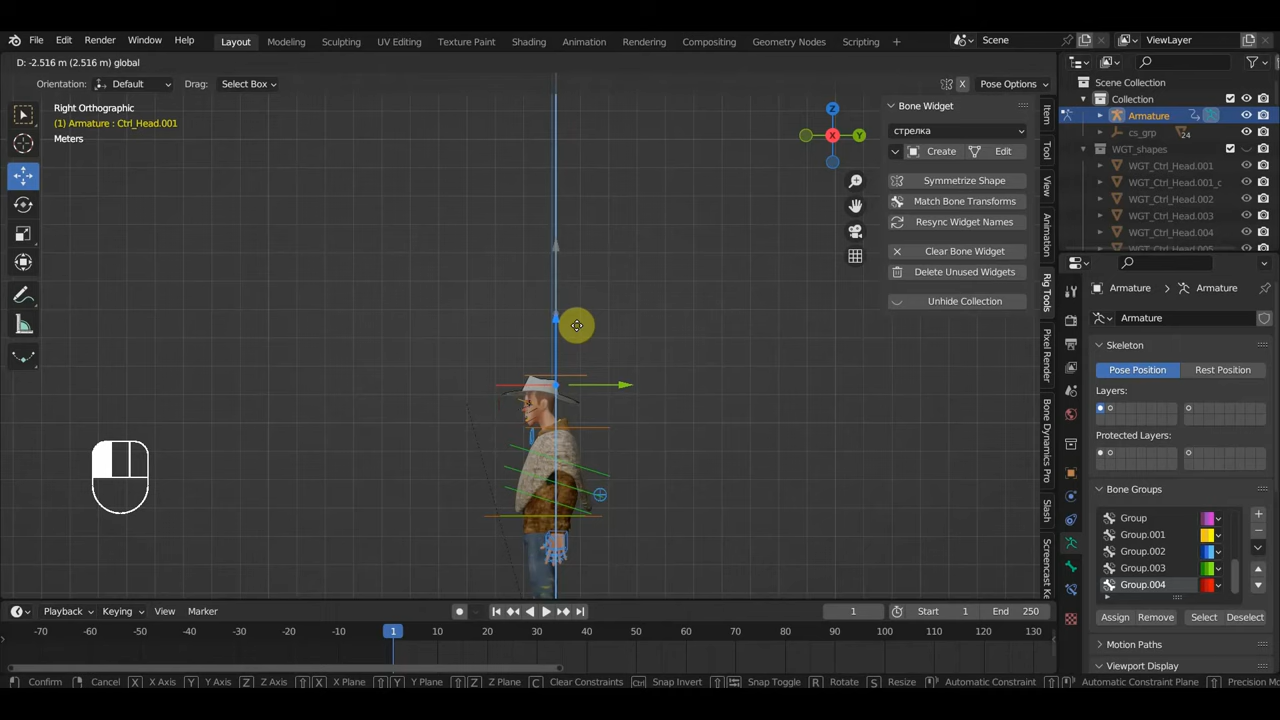 File Edit Render Window Help Layout Modeling Sculpting UV Editing Texture Paint Shading Animation Rendering Compositing Geometry Nodes Scripting + Scene ViewLayer
D: -2.516 m (2.516 m) global
Orientation: Default Drag: Select Box X Pose Options
Right Orthographic
(1) Armature : Ctrl_Head.001
Meters
Z
X
Y
Bone Widget
стрелка
Create Edit
Symmetrize Shape
Match Bone Transforms
Resync Widget Names
Clear Bone Widget
Delete Unused Widgets
Unhide Collection
Item
Tool
View
Animation
Rig Tools
Pixel Render
Bone Dynamics Pro
Slash
Screencast Ke
Scene Collection
Collection
Armature
cs_grp 24
WGT_shapes
WGT_Ctrl_Head.001
WGT_Ctrl_Head.001_c
WGT_Ctrl_Head.002
WGT_Ctrl_Head.003
WGT_Ctrl_Head.004
WGT_Ctrl_Head.005
Armature > Armature
Armature
Skeleton
Pose Position Rest Position
Layers:
Protected Layers:
Bone Groups
Group
Group.001
Group.002
Group.003
Group.004
Assign Remove Select Deselect
Motion Paths
Viewport Display
Playback Keying View Marker 1 Start 1 End 250
-70 -60 -50 -40 -30 -20 -10 1 10 20 30 40 50 60 70 80 90 100 110 120 130
Confirm Cancel X X Axis Y Y Axis Z Z Axis X X Plane Y Y Plane Z Z Plane C Clear Constraints Ctrl Snap Invert Snap Toggle R Rotate S Resize Automatic Constraint Automatic Constraint Plane Precision Mo